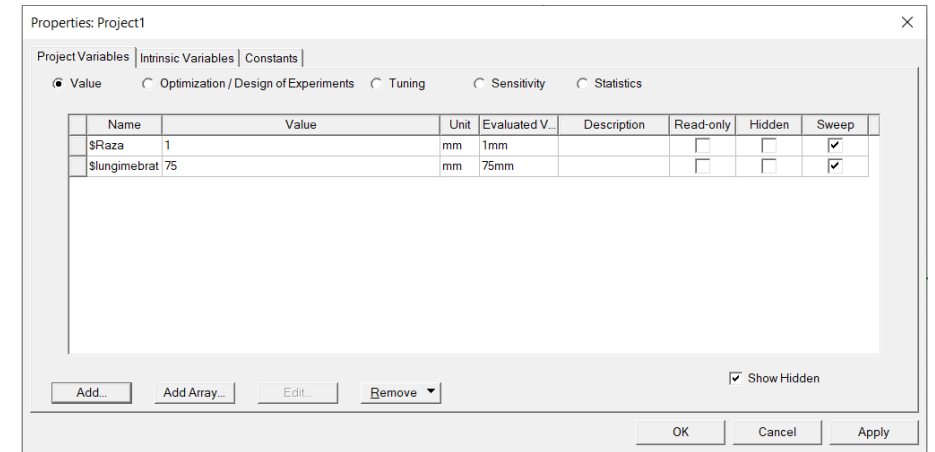 Properties: Project1
Project Variables Intrinsic Variables Constants
Value Optimization / Design of Experiments Tuning Sensitivity Statistics
Name Value Unit Evaluated V... Description Read-only Hidden Sweep
$Raza 1 mm 1mm
$lungimebrat 75 mm 75mm
Show Hidden
Add... Add Array... Edit... Remove
OK Cancel Apply